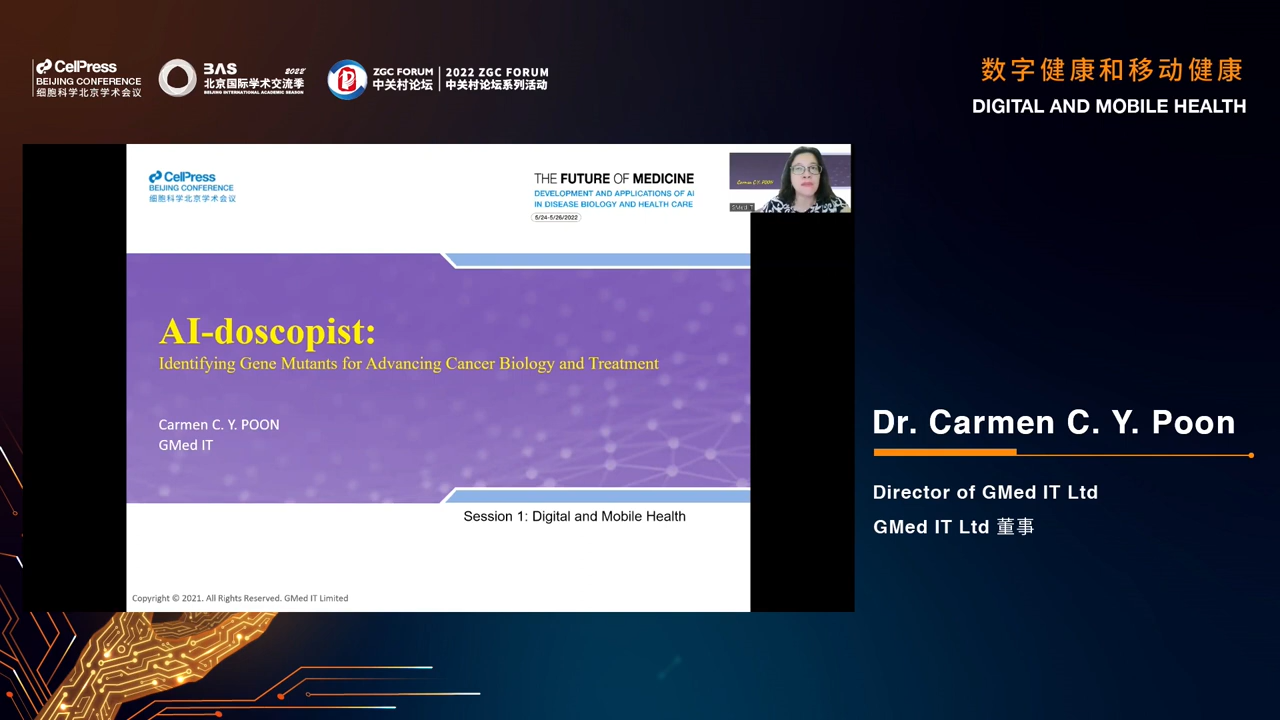 CellPress
BEIJING CONFERENCE
细胞科学北京学术会议
BAS 2022
北京国际学术交流季
BEIJING INTERNATIONAL ACADEMIC SEASON
ZGC FORUM
中关村论坛
2022 ZGC FORUM
中关村论坛系列活动
数字健康和移动健康
DIGITAL AND MOBILE HEALTH
CellPress
BEIJING CONFERENCE
细胞科学北京学术会议
THE FUTURE OF MEDICINE
DEVELOPMENT AND APPLICATIONS OF AI
IN DISEASE BIOLOGY AND HEALTH CARE
5/24-5/26/2022
Carmen C.Y. POON
GMed IT
AI-doscopist:
Identifying Gene Mutants for Advancing Cancer Biology and Treatment
Carmen C. Y. POON
GMed IT
Session 1: Digital and Mobile Health
Copyright © 2021. All Rights Reserved. GMed IT Limited
Dr. Carmen C. Y. Poon
Director of GMed IT Ltd
GMed IT Ltd 董事